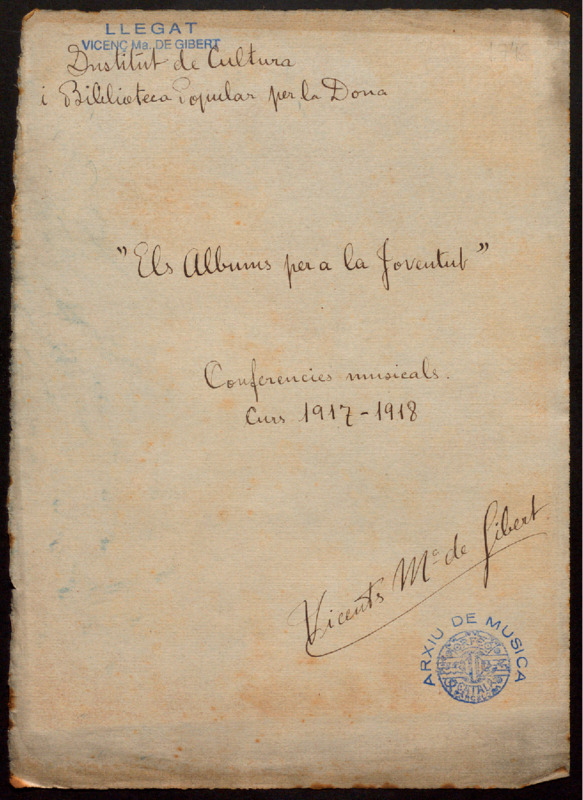 LLEGAT
VICENÇ Mª. DE GIBERT
Institut de Cultura
i Biblioteca Popular per la Dona
"Els Albums per a la Joventut"
Conferencies musicals.
Curs 1917-1918
Vicents Mª de Gibert
ARXIU DE MUSICA
CATALÀ